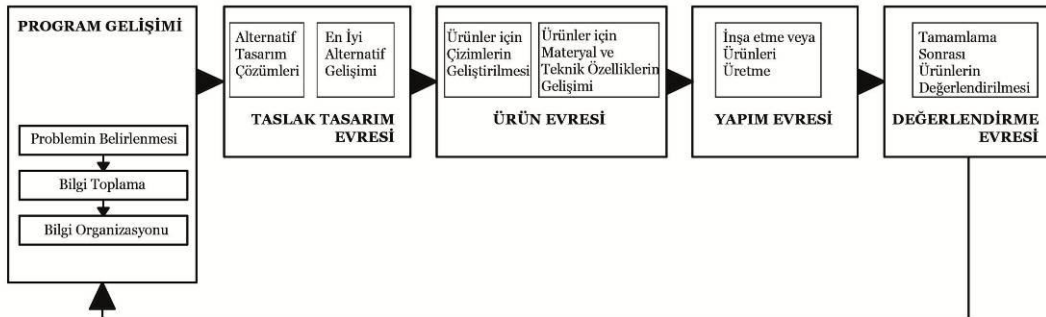 PROGRAM GELİŞİMİ
Problemin Belirlenmesi
Bilgi Toplama
Bilgi Organizasyonu
Alternatif
Tasarım
Çözümleri
En İyi
Alternatif
Gelişimi
TASLAK TASARIM
EVRESİ
Ürünler için
Çizimlerin
Geliştirilmesi
Ürünler için
Materyal ve
Teknik Özelliklerin
Gelişimi
ÜRÜN EVRESİ
İnşa etme veya
Ürünleri
Üretme
YAPIM EVRESİ
Tamamlama
Sonrası
Ürünlerin
Değerlendirilmesi
DEĞERLENDİRME
EVRESİ